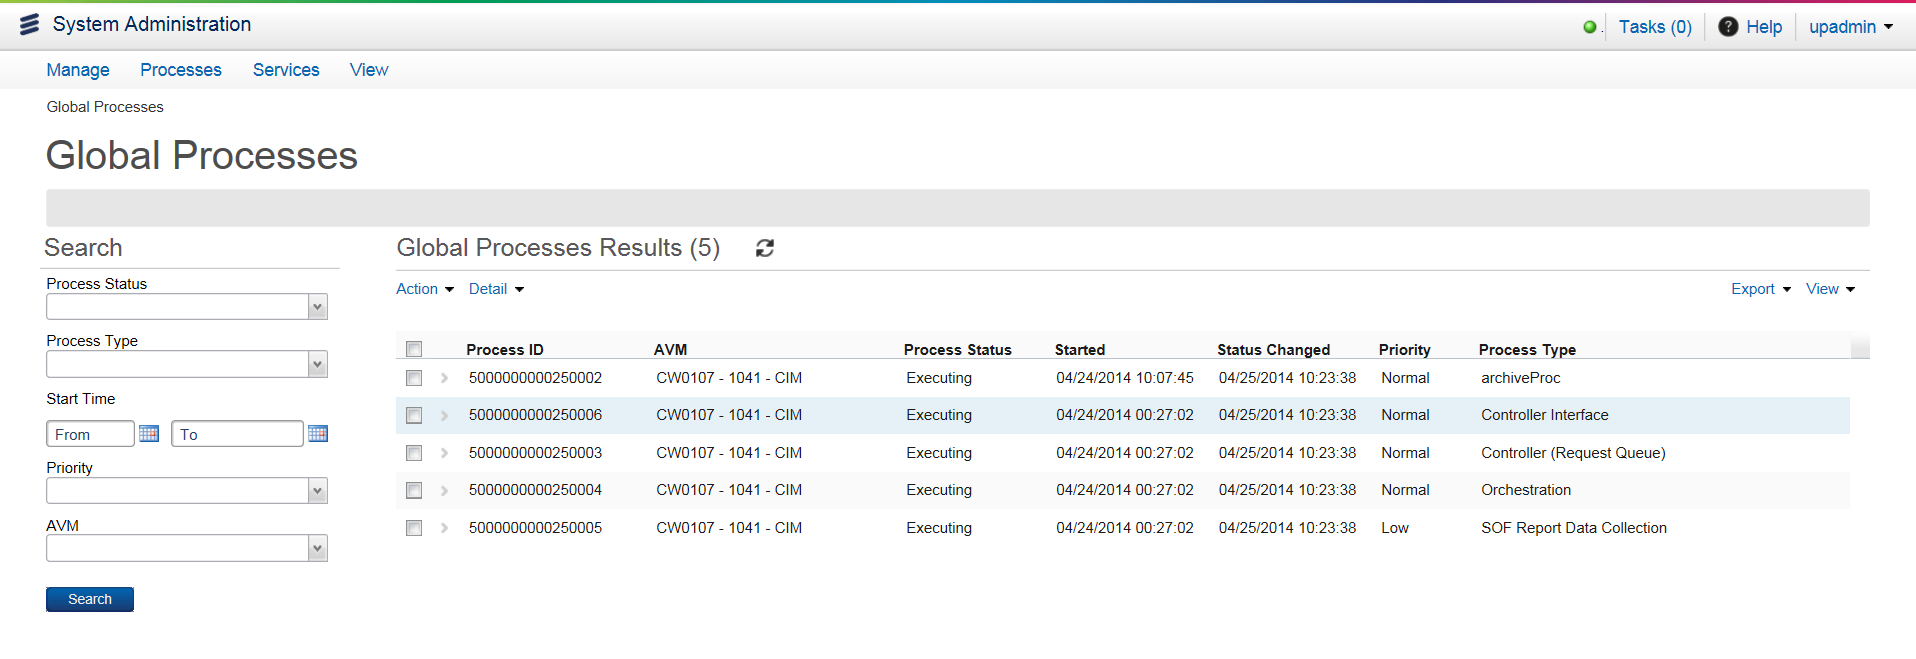 System Administration
Tasks (0) Help upadmin
Manage Processes Services View
Global Processes
Global Processes
Search
Process Status
Process Type
Start Time
From To
Priority
AVM
Search
Global Processes Results (5)
Action Detail Export View
Process ID AVM Process Status Started Status Changed Priority Process Type
5000000000250002 CW0107 - 1041 - CIM Executing 04/24/2014 10:07:45 04/25/2014 10:23:38 Normal archiveProc
5000000000250006 CW0107 - 1041 - CIM Executing 04/24/2014 00:27:02 04/25/2014 10:23:38 Normal Controller Interface
5000000000250003 CW0107 - 1041 - CIM Executing 04/24/2014 00:27:02 04/25/2014 10:23:38 Normal Controller (Request Queue)
5000000000250004 CW0107 - 1041 - CIM Executing 04/24/2014 00:27:02 04/25/2014 10:23:38 Normal Orchestration
5000000000250005 CW0107 - 1041 - CIM Executing 04/24/2014 00:27:02 04/25/2014 10:23:38 Low SOF Report Data Collection